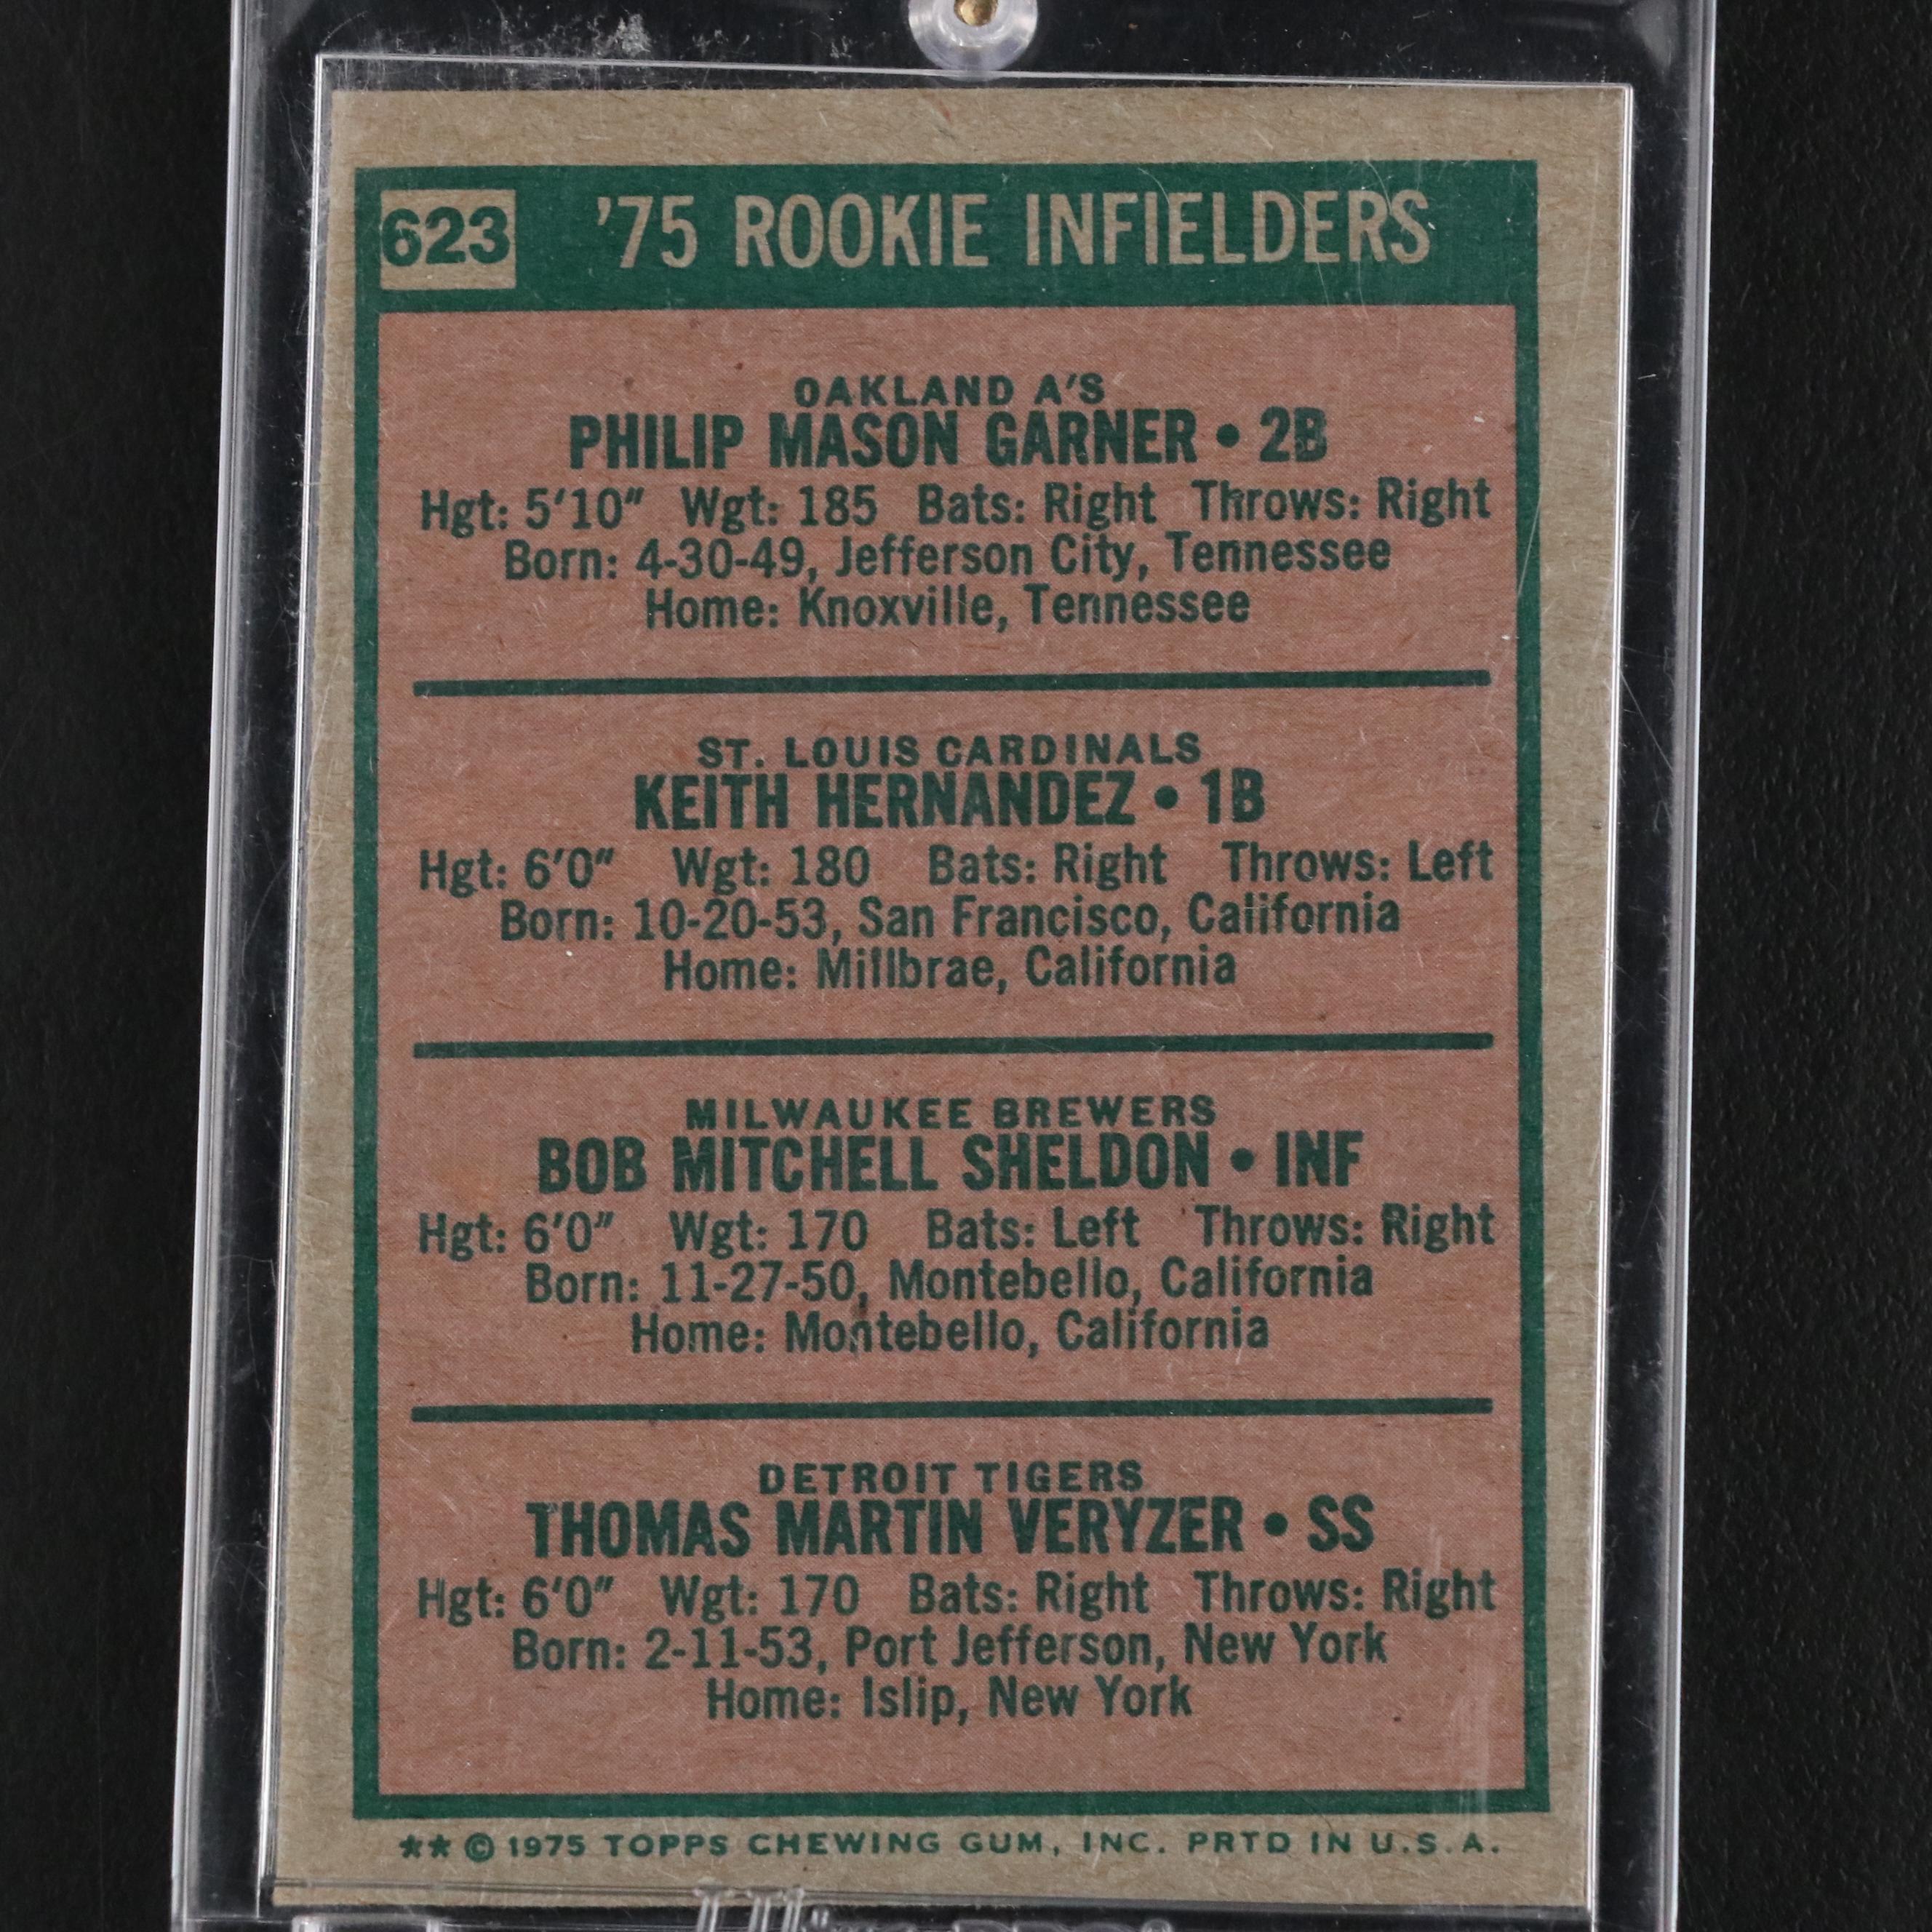 623 '75 ROOKIE INFIELDERS
OAKLAND A'S
PHILIP MASON GARNER • 2B
Hgt: 5'10" Wgt: 185 Bats: Right Throws: Right
Born: 4-30-49, Jefferson City, Tennessee
Home: Knoxville, Tennessee
ST. LOUIS CARDINALS
KEITH HERNANDEZ • 1B
Hgt: 6'0" Wgt: 180 Bats: Right Throws: Left
Born: 10-20-53, San Francisco, California
Home: Millbrae, California
MILWAUKEE BREWERS
BOB MITCHELL SHELDON • INF
Hgt: 6'0" Wgt: 170 Bats: Left Throws: Right
Born: 11-27-50, Montebello, California
Home: Montebello, California
DETROIT TIGERS
THOMAS MARTIN VERYZER • SS
Hgt: 6'0" Wgt: 170 Bats: Right Throws: Right
Born: 2-11-53, Port Jefferson, New York
Home: Islip, New York
** © 1975 TOPPS CHEWING GUM, INC. PRTD IN U.S.A.